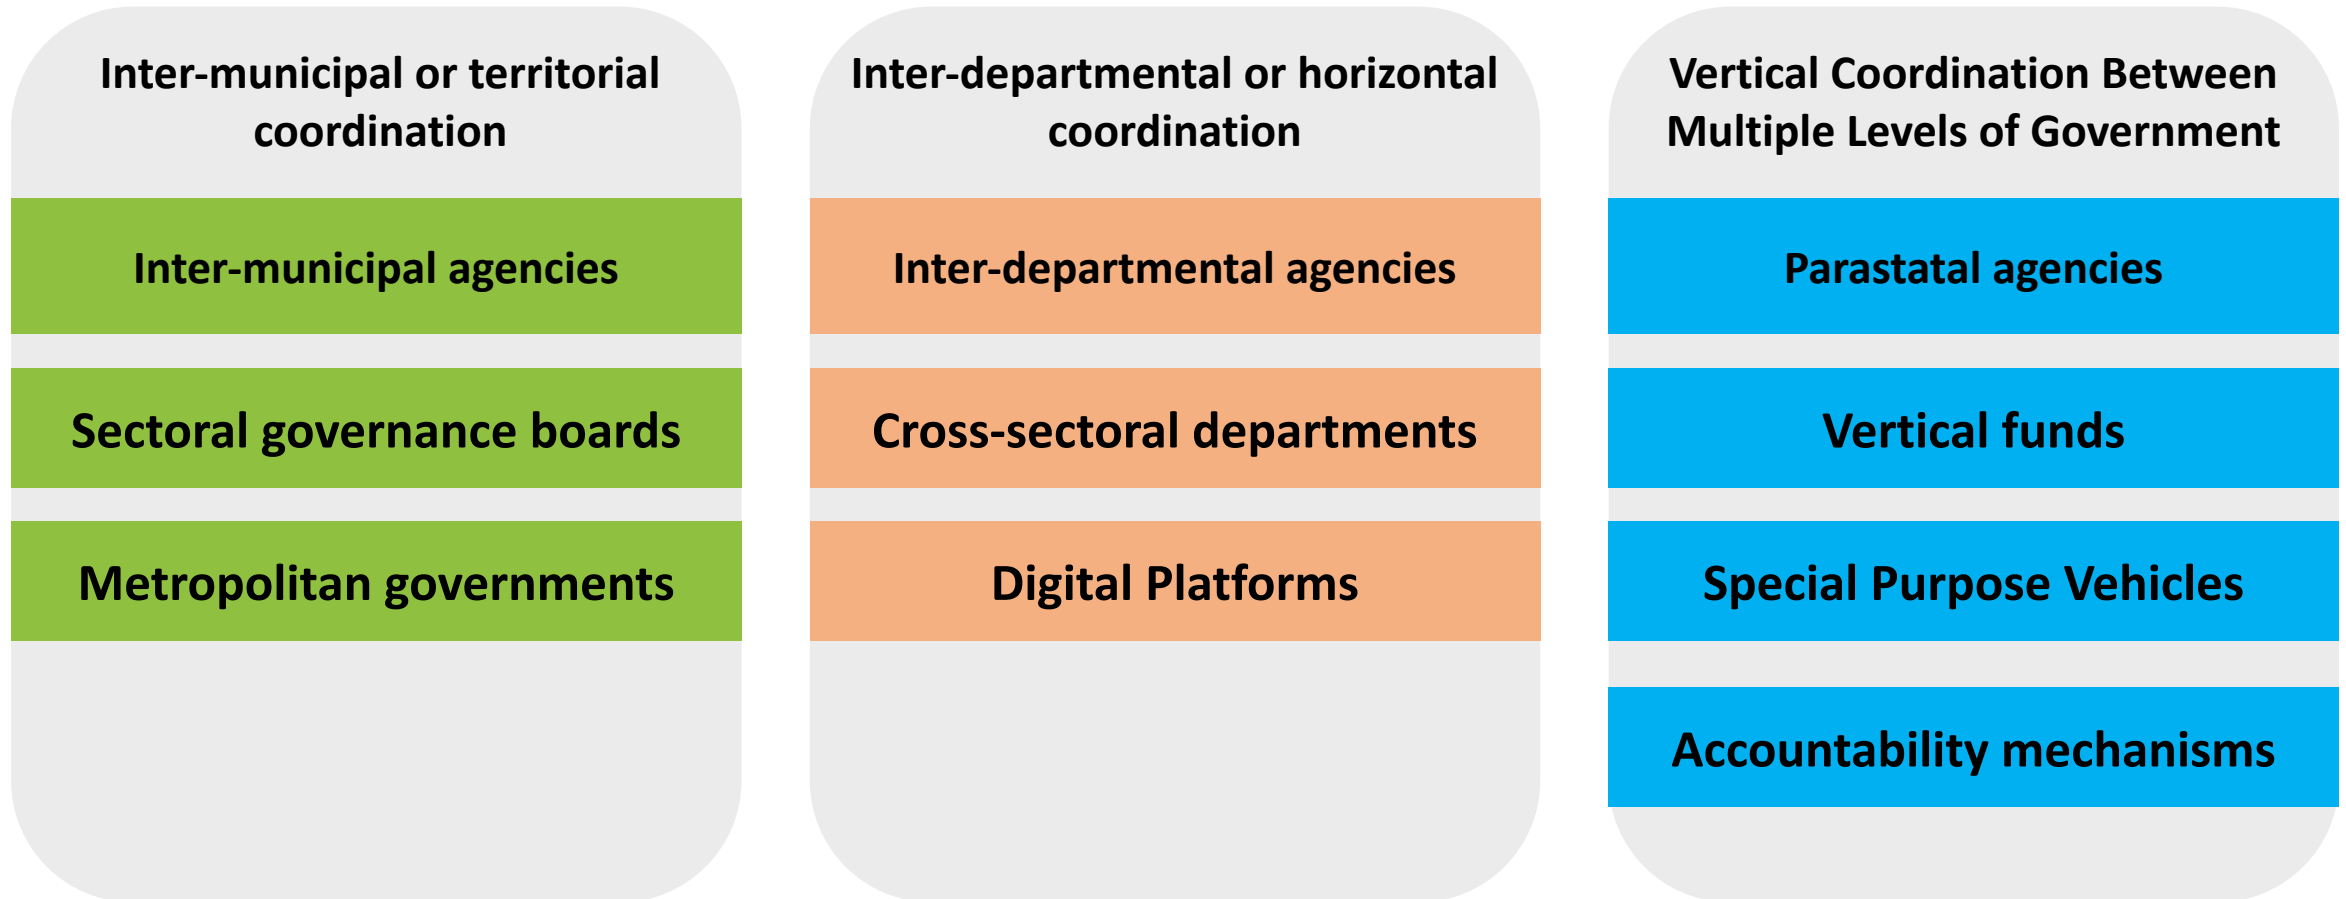 Inter-municipal or territorial
coordination
Inter-municipal agencies
Sectoral governance boards
Metropolitan governments
Inter-departmental or horizontal
coordination
Inter-departmental agencies
Cross-sectoral departments
Digital Platforms
Vertical Coordination Between
Multiple Levels of Government
Parastatal agencies
Vertical funds
Special Purpose Vehicles
Accountability mechanisms